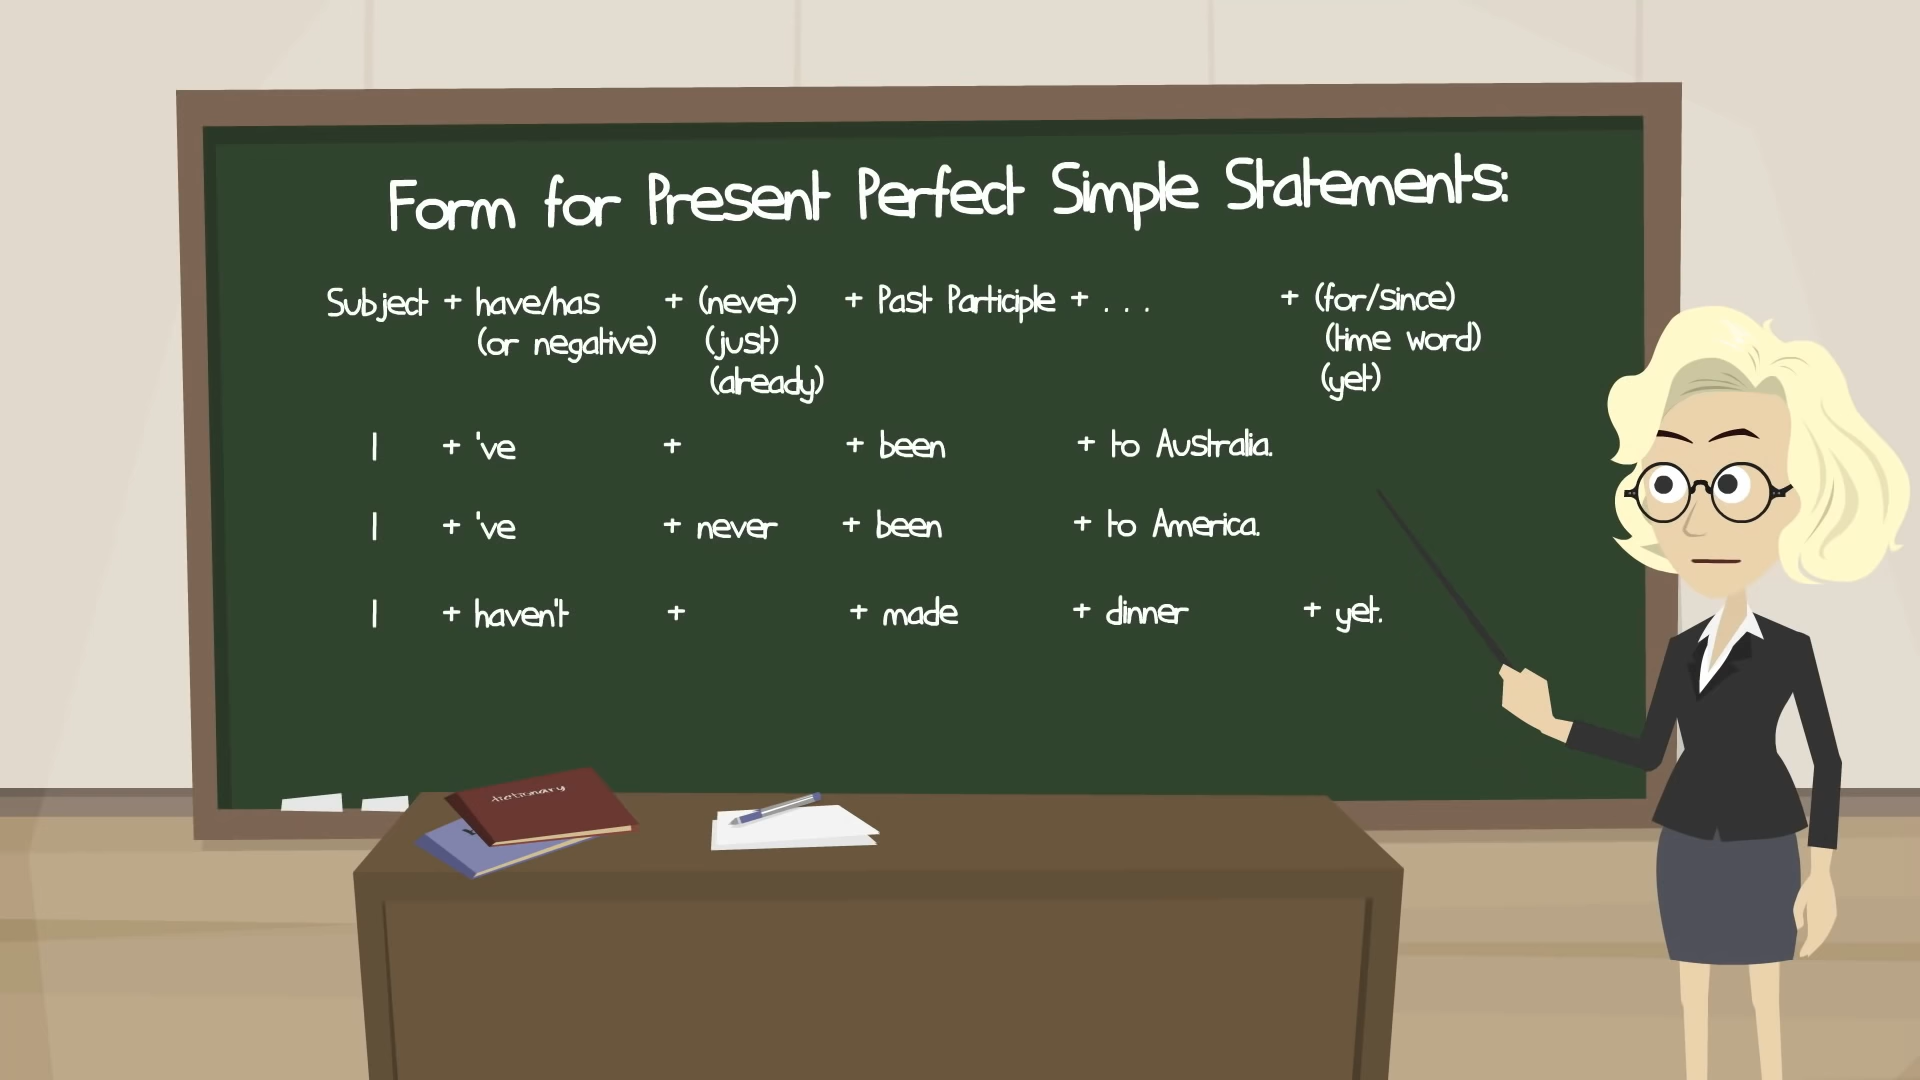 Form for Present Perfect Simple Statements:
Subject + have/has + (never) + Past Participle + . . . + (for/since)
(or negative) (just) (time word)
(already) (yet)
I + 've + + been + to Australia.
I + 've + never + been + to America.
I + haven't + + made + dinner + yet.
dictionary